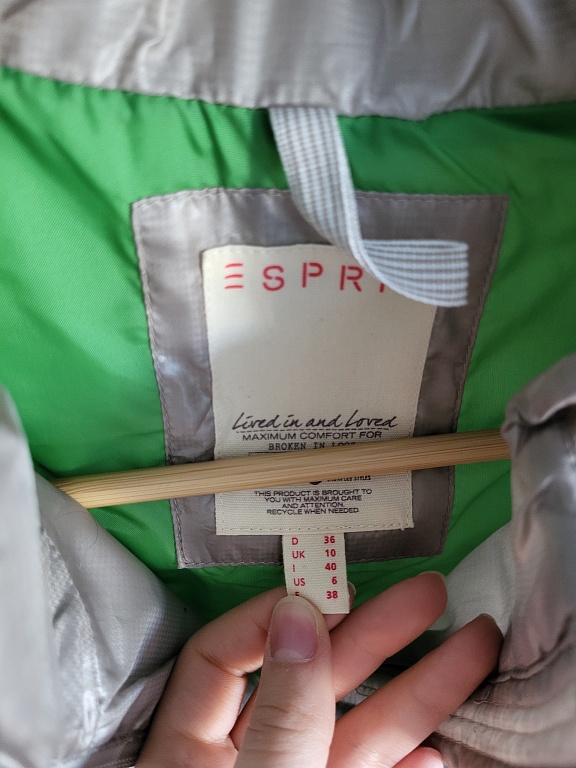 ESPRI
Lived in and Loved
MAXIMUM COMFORT FOR
BROKEN IN LOOK
THIS PRODUCT IS BROUGHT TO
YOU WITH MAXIMUM CARE
AND ATTENTION.
RECYCLE WHEN NEEDED
D 36
UK 10
I 40
US 6
38